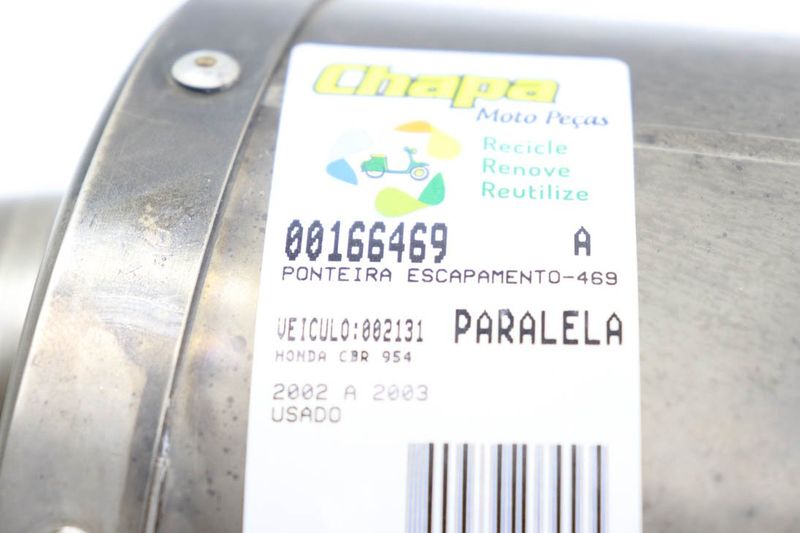 Chapa
Moto Peças
Recicle
Renove
Reutilize
00166469 A
PONTEIRA ESCAPAMENTO-469
VEICULO:002131 PARALELA
HONDA CBR 954
2002 A 2003
USADO